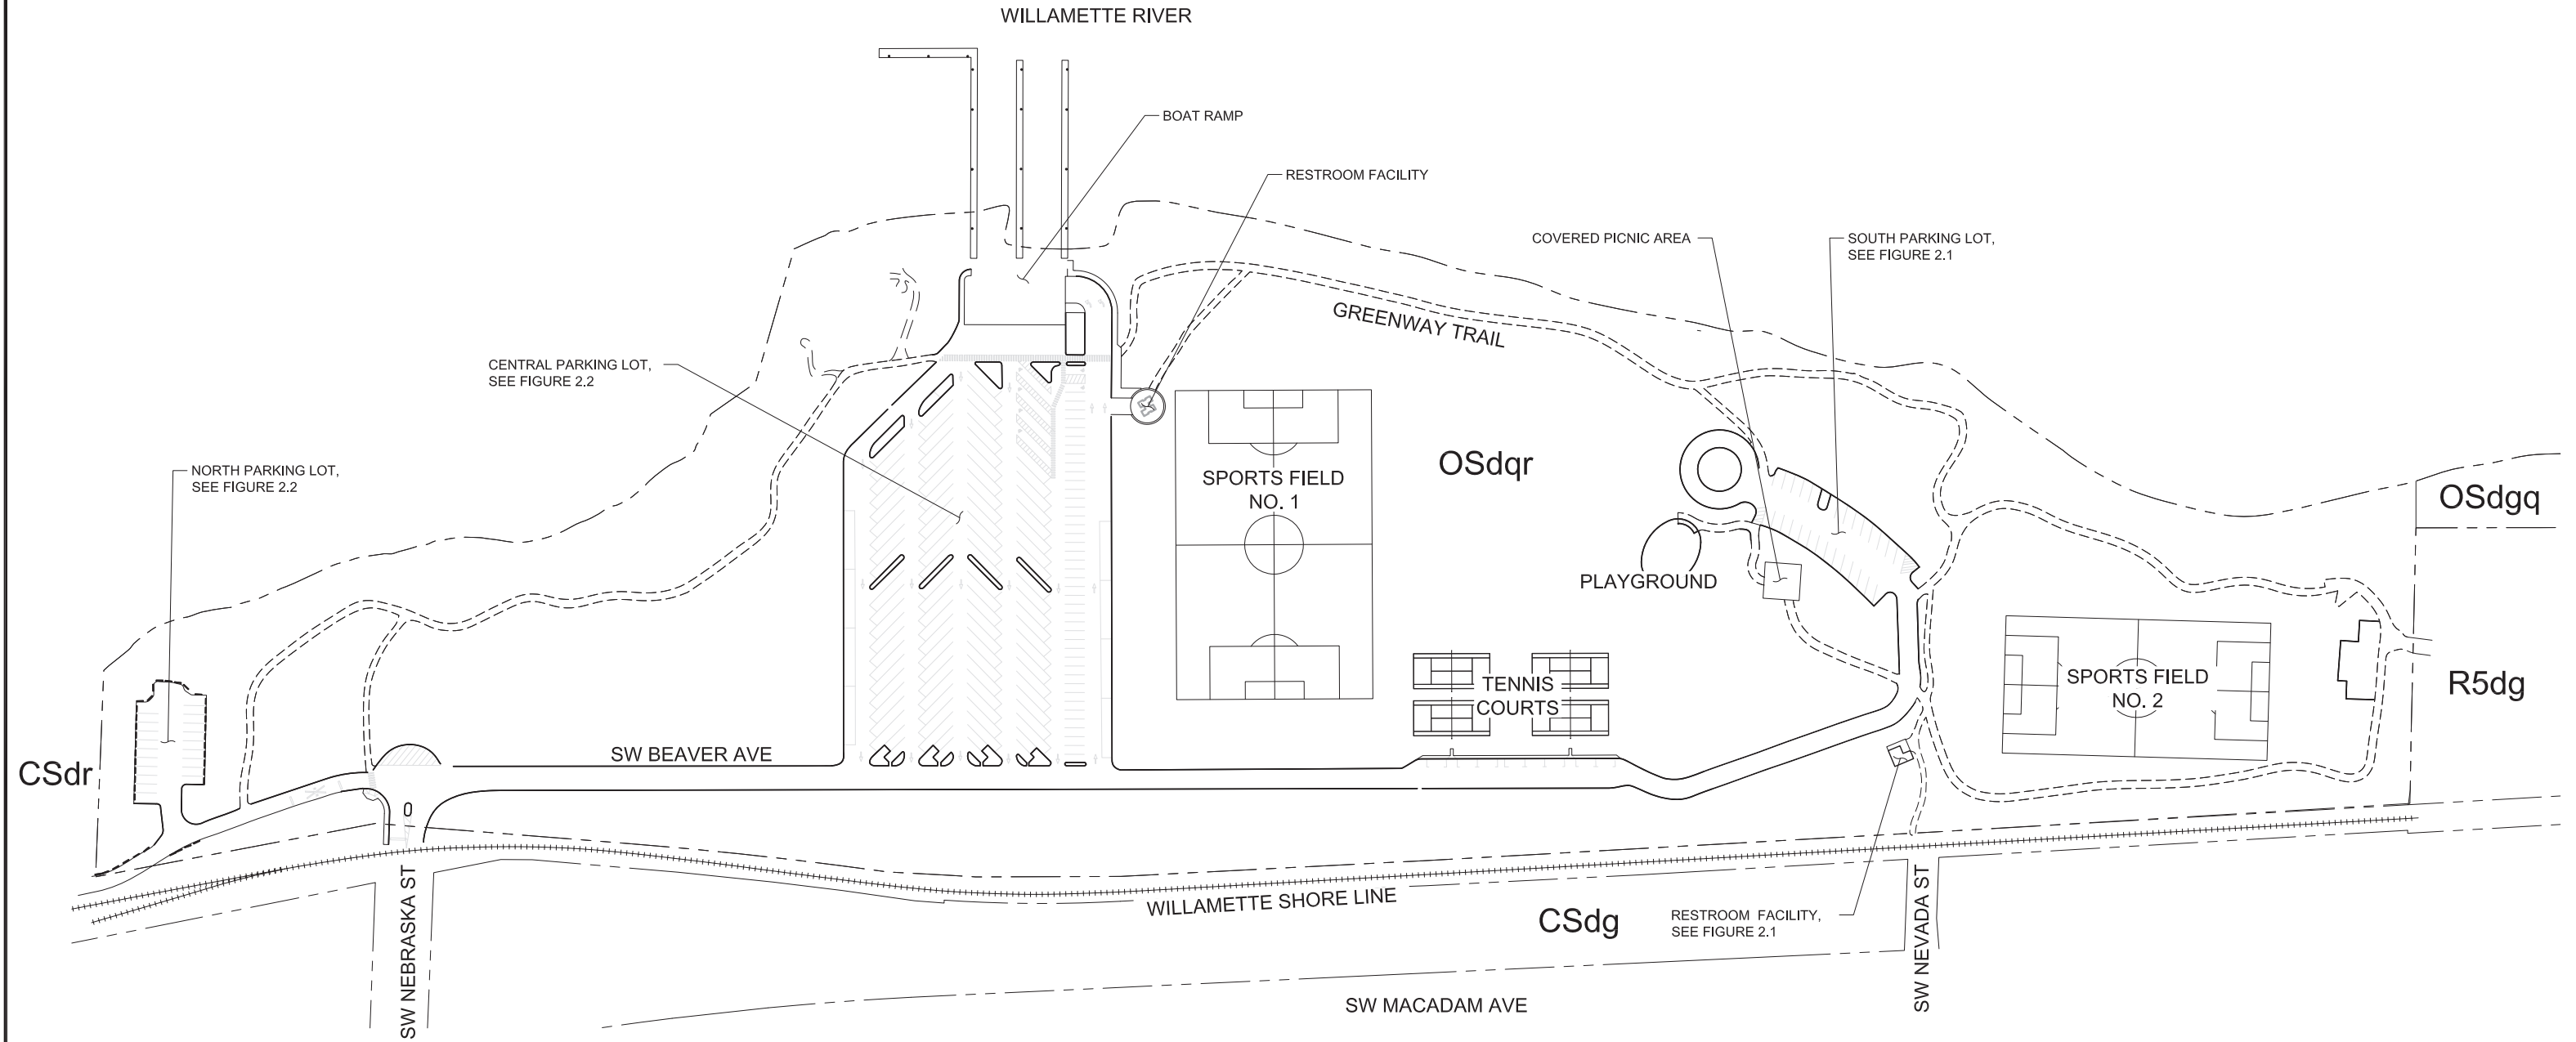 WILLAMETTE RIVER
BOAT RAMP
RESTROOM FACILITY
COVERED PICNIC AREA
SOUTH PARKING LOT,
SEE FIGURE 2.1
GREENWAY TRAIL
CENTRAL PARKING LOT,
SEE FIGURE 2.2
NORTH PARKING LOT,
SEE FIGURE 2.2
SPORTS FIELD
NO. 1
OSdqr
OSdgq
PLAYGROUND
TENNIS
COURTS
SPORTS FIELD
NO. 2
R5dg
SW BEAVER AVE
CSdr
WILLAMETTE SHORE LINE
CSdg
RESTROOM FACILITY,
SEE FIGURE 2.1
SW NEBRASKA ST
SW NEVADA ST
SW MACADAM AVE